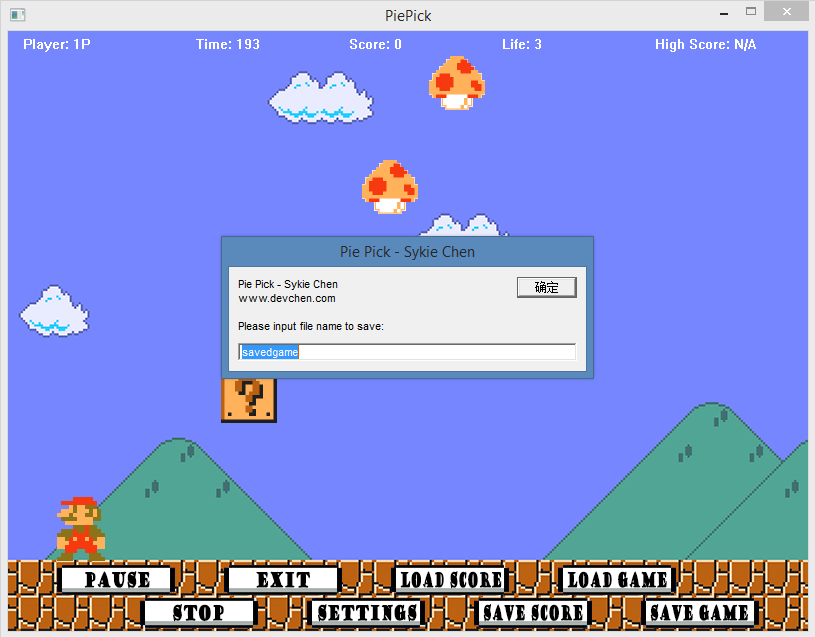 PiePick
Player: 1P Time: 193 Score: 0 Life: 3 High Score: N/A
Pie Pick - Sykie Chen
Pie Pick - Sykie Chen
www.devchen.com
确定
Please input file name to save:
savedgame
?
PAUSE EXIT LOAD SCORE LOAD GAME
STOP SETTINGS SAVE SCORE SAVE GAME